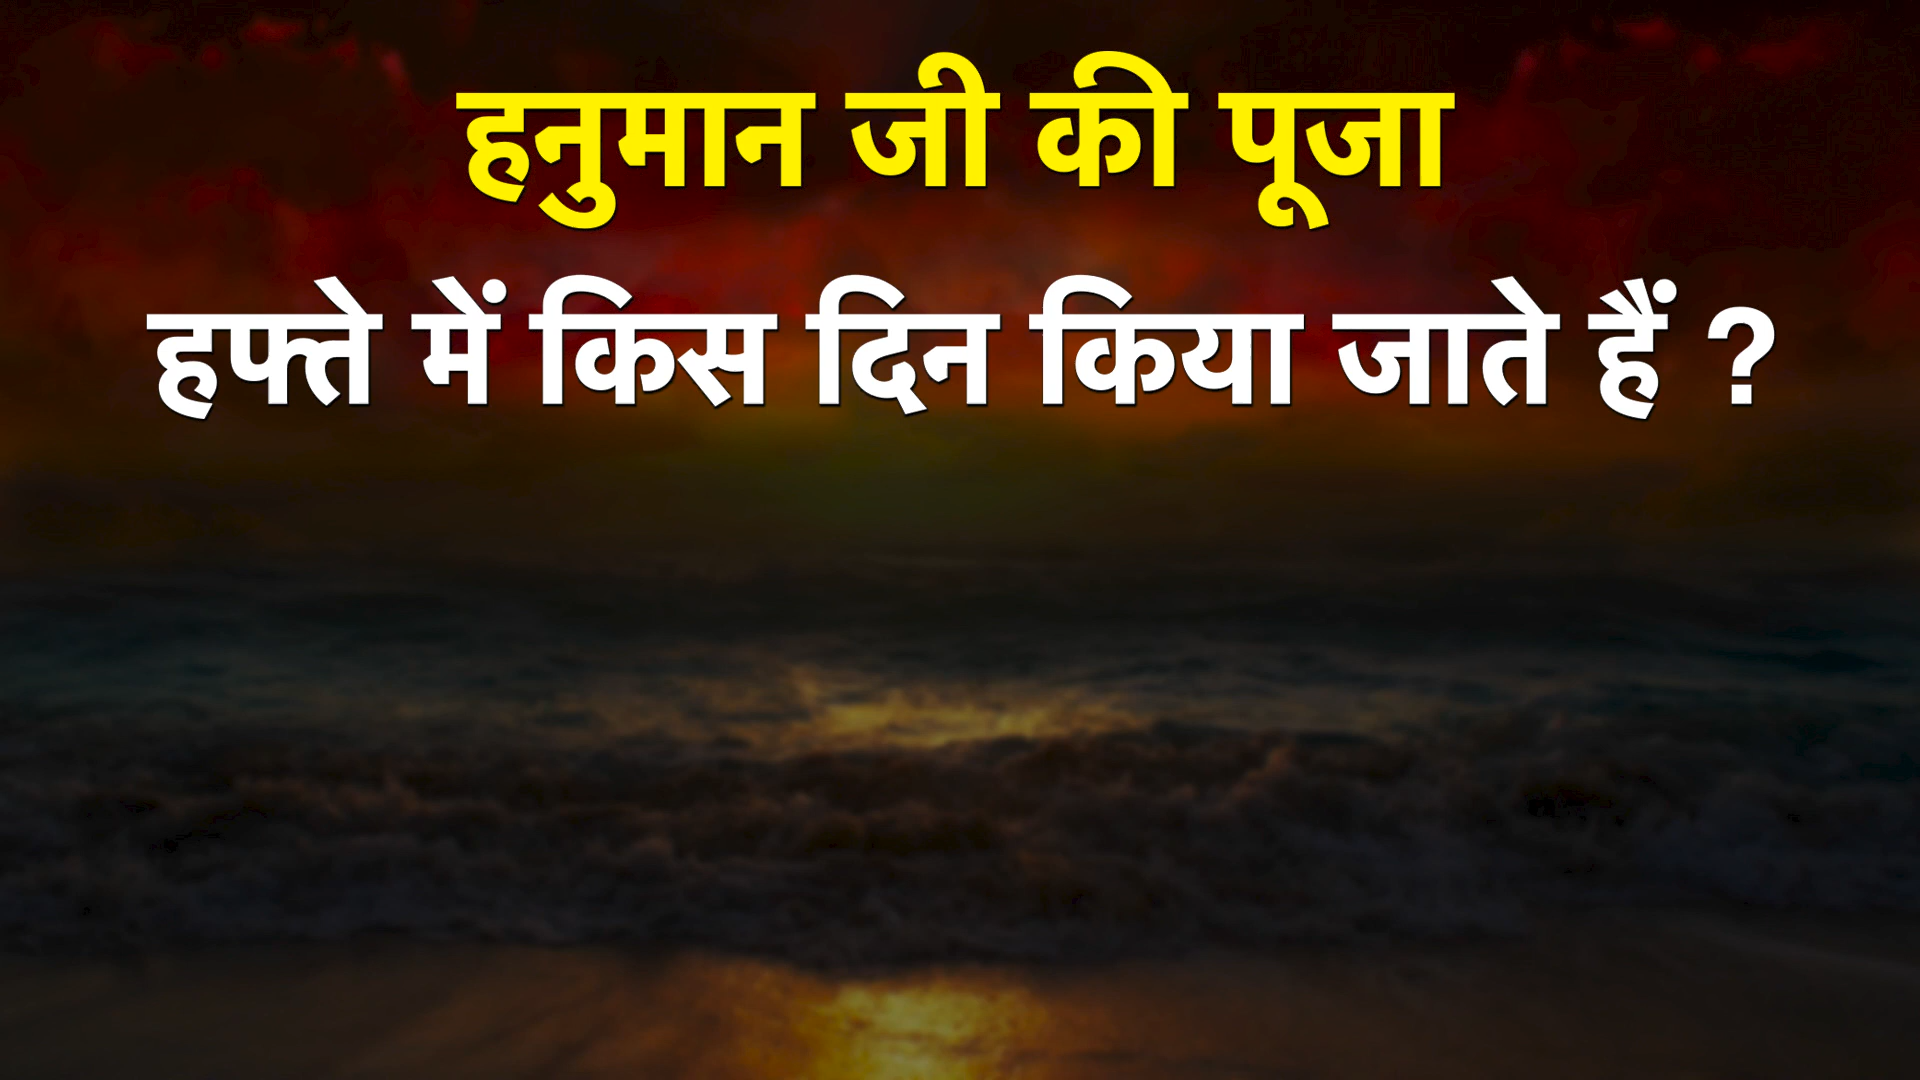 हनुमान जी की पूजा
हफ्ते में किस दिन किया जाते हैं ?